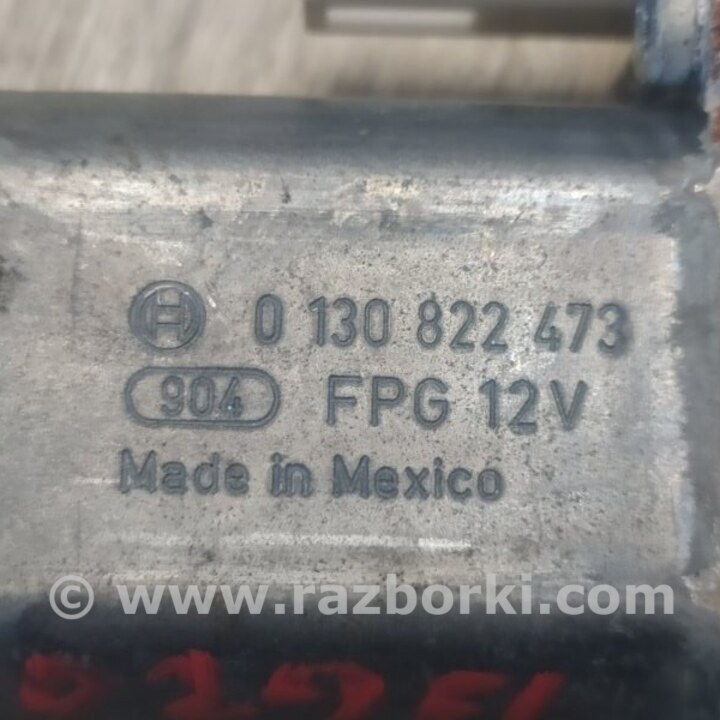 0 130 822 473
904 FPG 12V
Made in Mexico
© www.razborki.com